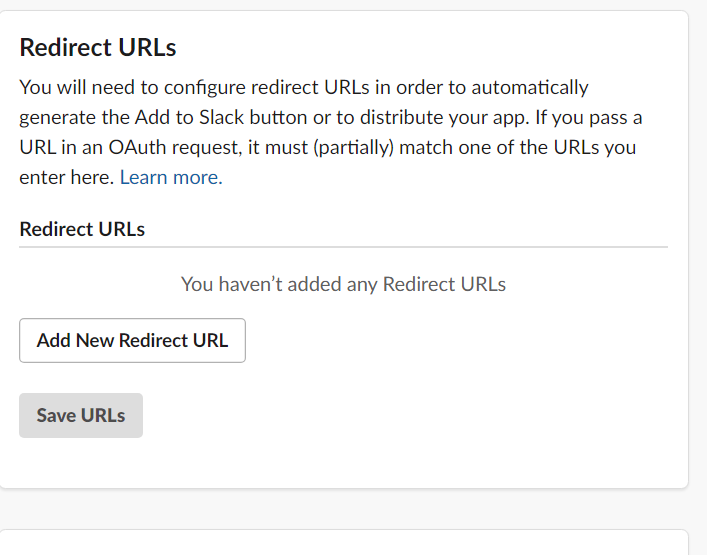 Redirect URLs
You will need to configure redirect URLs in order to automatically
generate the Add to Slack button or to distribute your app. If you pass a
URL in an OAuth request, it must (partially) match one of the URLs you
enter here. Learn more.
Redirect URLs
You haven’t added any Redirect URLs
Add New Redirect URL
Save URLs